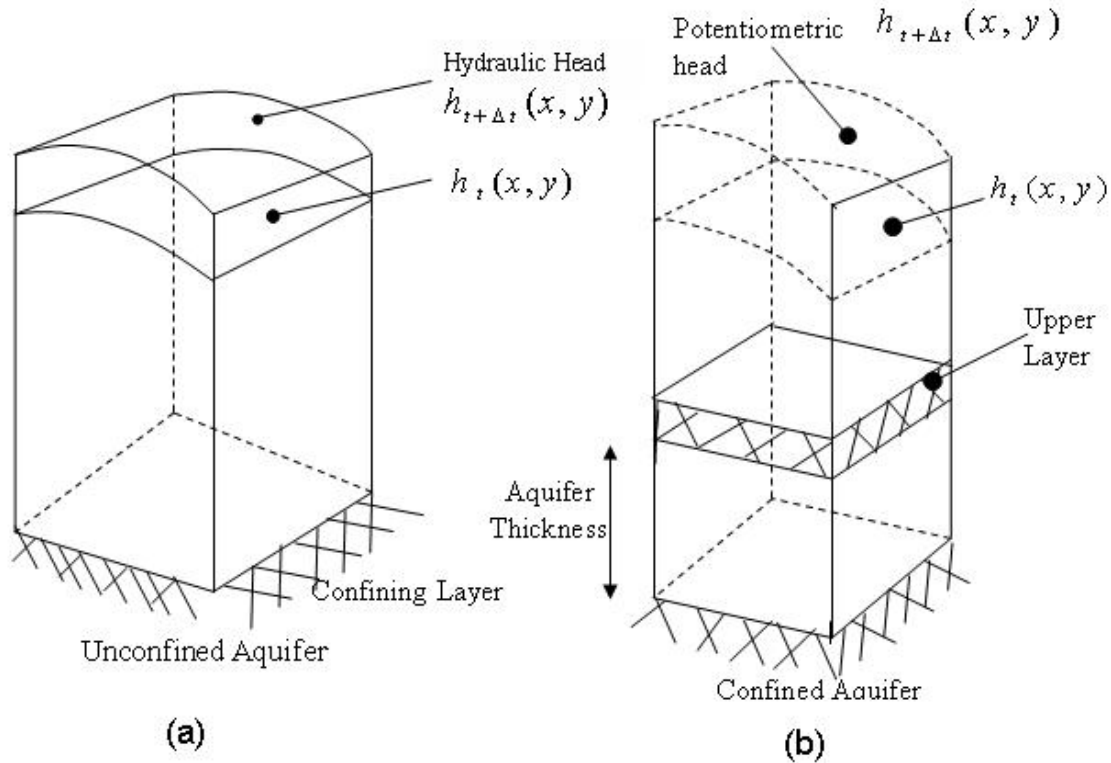 Hydraulic Head
h_{t+Δt}(x, y)
h_t(x, y)
Confining Layer
Unconfined Aquifer
(a)
Potentiometric
head
h_{t+Δt}(x, y)
h_t(x, y)
Upper
Layer
Aquifer
Thickness
Confined Aquifer
(b)